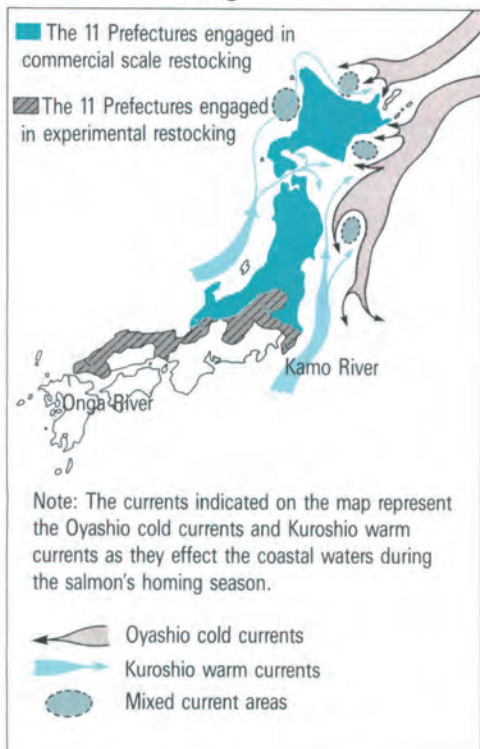 The 11 Prefectures engaged in
commercial scale restocking
The 11 Prefectures engaged
in experimental restocking
Kamo River
Onga River
Note: The currents indicated on the map represent
the Oyashio cold currents and Kuroshio warm
currents as they effect the coastal waters during
the salmon's homing season.
Oyashio cold currents
Kuroshio warm currents
Mixed current areas